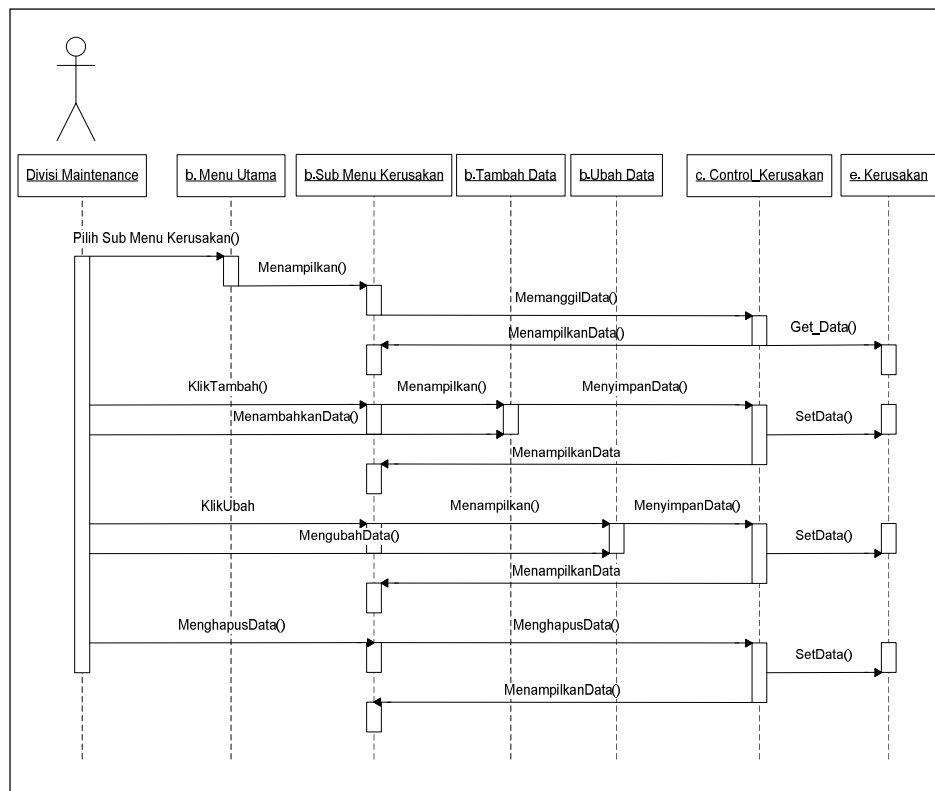 Divisi Maintenance
b. Menu Utama
b.Sub Menu Kerusakan
b.Tambah Data
b.Ubah Data
c. Control_Kerusakan
e. Kerusakan
Pilih Sub Menu Kerusakan()
Menampilkan()
MemanggilData()
MenampilkanData()
Get_Data()
KlikTambah()
Menampilkan()
MenyimpanData()
MenambahkanData()
SetData()
MenampilkanData
KlikUbah
Menampilkan()
MenyimpanData()
MengubahData()
SetData()
MenampilkanData
MenghapusData()
MenghapusData()
SetData()
MenampilkanData()